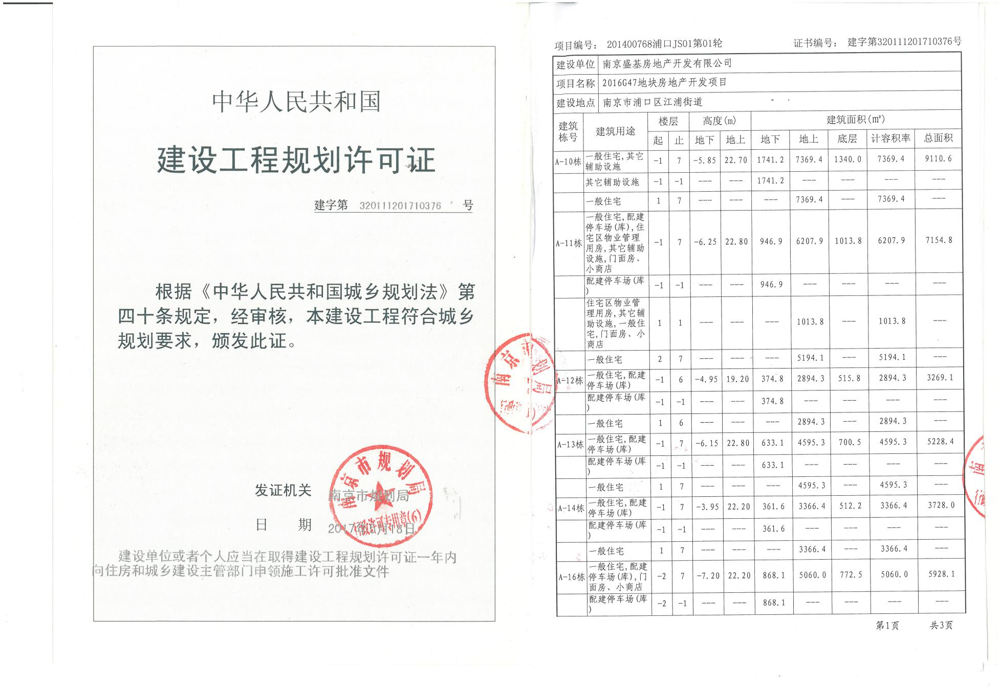 中华人民共和国
建设工程规划许可证
建字第 320111201710376 号
根据《中华人民共和国城乡规划法》第
四十条规定，经审核，本建设工程符合城乡
规划要求，颁发此证。
发证机关 南京市规划局
日 期 2017年5月18日
南京市规划局
行政许可专用章(6)
建设单位或者个人应当在取得建设工程规划许可证一年内
向住房和城乡建设主管部门申领施工许可批准文件
项目编号： 201400768浦口JS01第01轮 证书编号： 建字第320111201710376号
建设单位 南京盛基房地产开发有限公司
项目名称 2016G47地块房地产开发项目
建设地点 南京市浦口区江浦街道
建筑栋号 建筑用途 楼层 高度(m) 建筑面积(㎡)
起 止 地下 地上 地下 地上 底层 计容积率 总面积
A-10栋 一般住宅,其它辅助设施 -1 7 -5.85 22.70 1741.2 7369.4 1340.0 7369.4 9110.6
其它辅助设施 -1 -1 --- --- 1741.2 --- --- --- ---
一般住宅 1 7 --- --- --- 7369.4 --- 7369.4 ---
A-11栋 一般住宅,配建停车场(库),住宅区物业管理用房,其它辅助设施,门面房、小商店 -1 7 -6.25 22.80 946.9 6207.9 1013.8 6207.9 7154.8
配建停车场(库) -1 -1 --- --- 946.9 --- --- --- ---
住宅区物业管理用房,其它辅助设施,一般住宅,门面房、小商店 1 1 --- --- --- 1013.8 --- 1013.8 ---
一般住宅 2 7 --- --- --- 5194.1 --- 5194.1 ---
A-12栋 一般住宅,配建停车场(库) -1 6 -4.95 19.20 374.8 2894.3 515.8 2894.3 3269.1
配建停车场(库) -1 -1 --- --- 374.8 --- --- --- ---
一般住宅 1 6 --- --- --- 2894.3 --- 2894.3 ---
A-13栋 一般住宅,配建停车场(库) -1 7 -6.15 22.80 633.1 4595.3 700.5 4595.3 5228.4
配建停车场(库) -1 -1 --- --- 633.1 --- --- --- ---
一般住宅 1 7 --- --- --- 4595.3 --- 4595.3 ---
A-14栋 一般住宅,配建停车场(库) -1 7 -3.95 22.20 361.6 3366.4 512.2 3366.4 3728.0
配建停车场(库) -1 -1 --- --- 361.6 --- --- --- ---
一般住宅 1 7 --- --- --- 3366.4 --- 3366.4 ---
A-16栋 一般住宅,配建停车场(库),门面房、小商店 -2 7 -7.20 22.20 868.1 5060.0 772.5 5060.0 5928.1
配建停车场(库) -2 -1 --- --- 868.1 --- --- --- ---
第1页 共3页